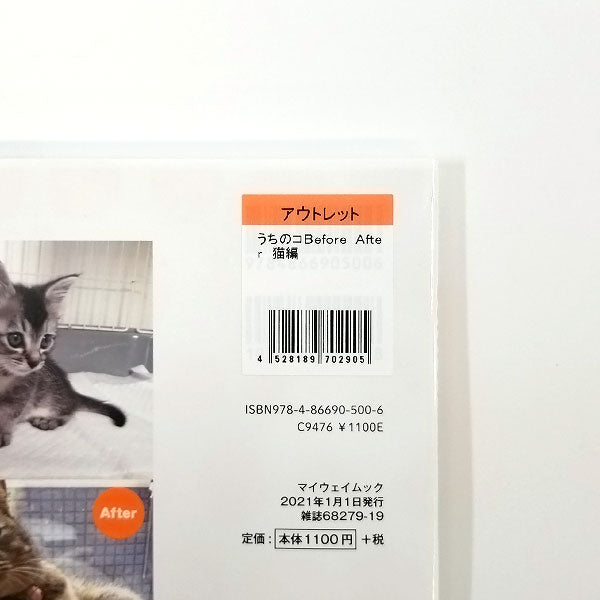 アウトレット
うちのコBefore Afte
r 猫編
9784866905006
4 528189 702905
ISBN978-4-86690-500-6
C9476 ¥1100E
After
マイウェイムック
2021年1月1日発行
雑誌68279-19
定価：本体1100円 +税